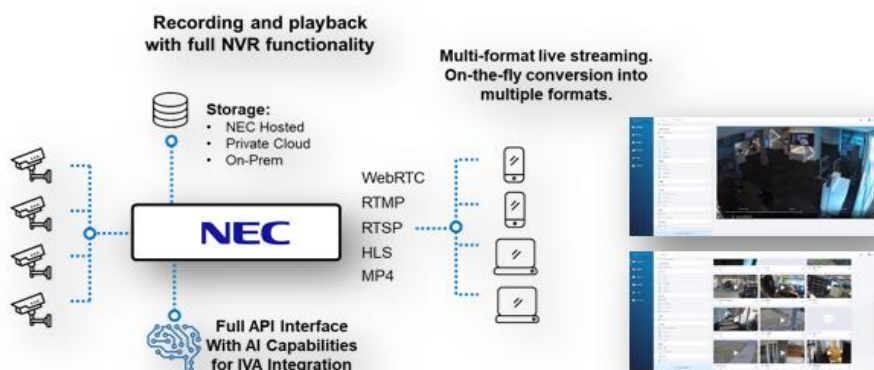 Recording and playback
with full NVR functionality
Multi-format live streaming.
On-the-fly conversion into
multiple formats.
Storage:
• NEC Hosted
• Private Cloud
• On-Prem
WebRTC
RTMP
RTSP
HLS
MP4
NEC
Full API Interface
With AI Capabilities
for IVA Integration